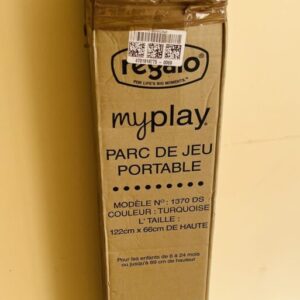 regalo
FOR LIFE'S BIG MOMENTS™
myplay
PARC DE JEU
PORTABLE
MODÈLE Nº: 1370 DS
COULEUR: TURQUOISE
L' TAILLE:
122cm x 66cm DE HAUTE
Pour les enfants de 6 à 24 mois
ou jusqu'à 86 cm de hauteur